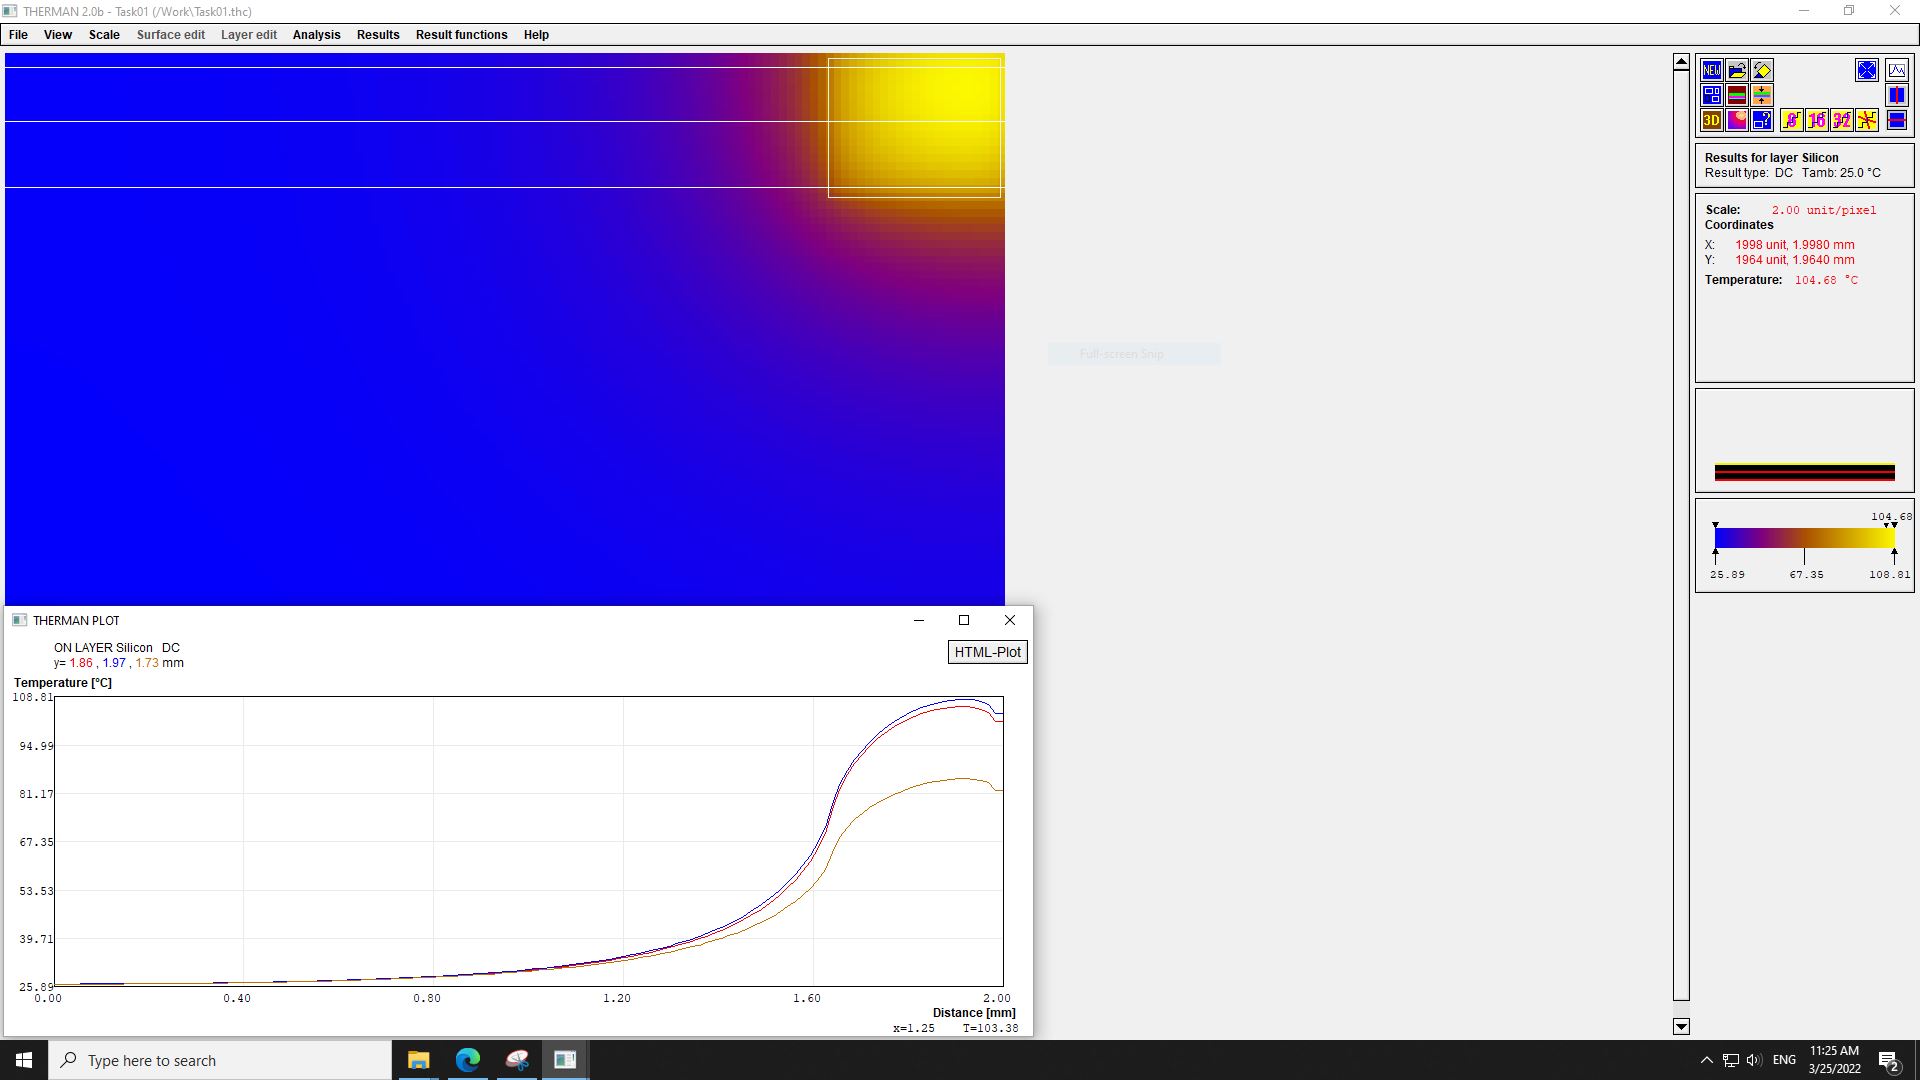 THERMAN 2.0b - Task01 (/Work\Task01.thc)
File View Scale Surface edit Layer edit Analysis Results Result functions Help
NEW
3D 8 16 32
Results for layer Silicon
Result type: DC Tamb: 25.0 °C
Scale: 2.00 unit/pixel
Coordinates
X: 1998 unit, 1.9980 mm
Y: 1964 unit, 1.9640 mm
Temperature: 104.68 °C
Full-screen Snip
104.68
25.89 67.35 108.81
THERMAN PLOT
ON LAYER Silicon DC
y= 1.86 , 1.97 , 1.73 mm
HTML-Plot
Temperature [°C]
108.81
94.99
81.17
67.35
53.53
39.71
25.89
0.00 0.40 0.80 1.20 1.60 2.00
Distance [mm]
x=1.25 T=103.38
Type here to search
ENG
11:25 AM
3/25/2022
2